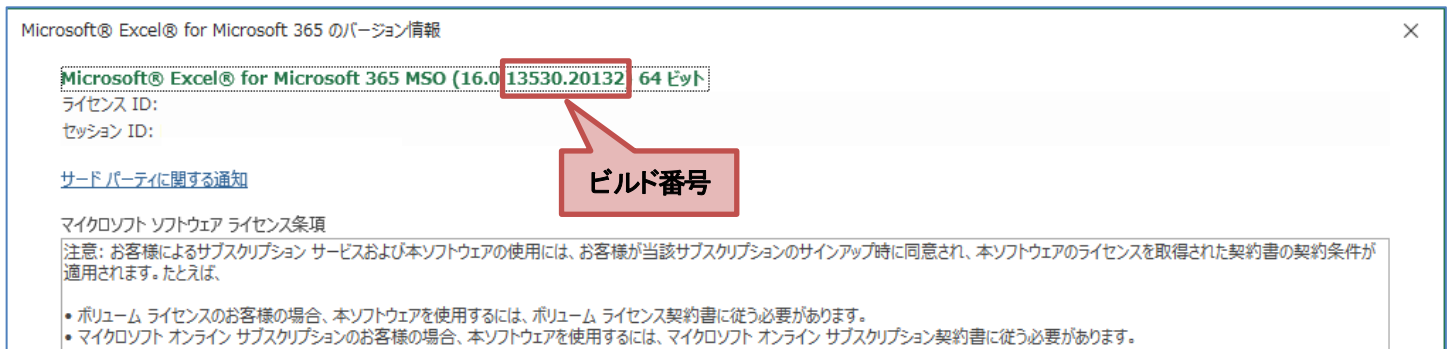 Microsoft® Excel® for Microsoft 365 のバージョン情報
Microsoft® Excel® for Microsoft 365 MSO (16.0.13530.20132) 64 ビット
ライセンス ID:
セッション ID:
ビルド番号
サード パーティに関する通知
マイクロソフト ソフトウェア ライセンス条項
注意: お客様によるサブスクリプション サービスおよび本ソフトウェアの使用には、お客様が当該サブスクリプションのサインアップ時に同意され、本ソフトウェアのライセンスを取得された契約書の契約条件が
適用されます。たとえば、
• ボリューム ライセンスのお客様の場合、本ソフトウェアを使用するには、ボリューム ライセンス契約書に従う必要があります。
• マイクロソフト オンライン サブスクリプションのお客様の場合、本ソフトウェアを使用するには、マイクロソフト オンライン サブスクリプション契約書に従う必要があります。